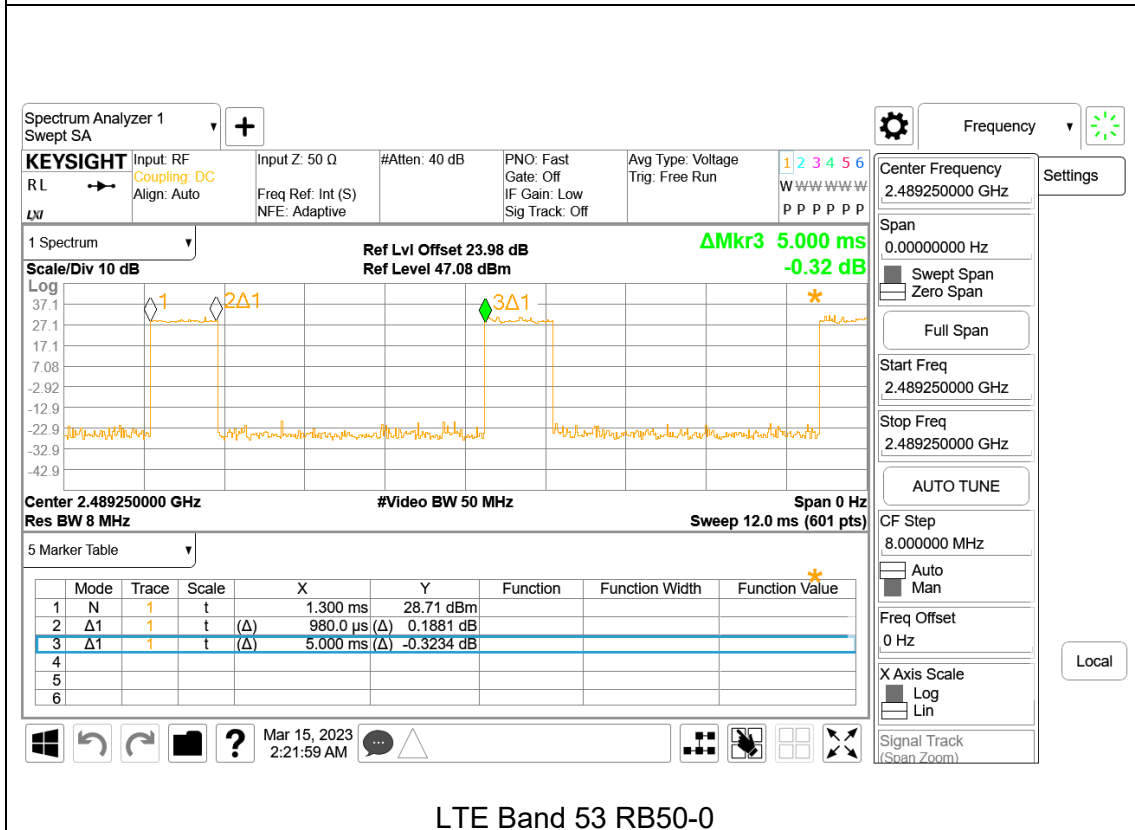 Spectrum Analyzer 1
Swept SA
+
Frequency
KEYSIGHT
R L
LXI
Input: RF
Coupling: DC
Align: Auto
Input Z: 50 Ω
Freq Ref: Int (S)
NFE: Adaptive
#Atten: 40 dB
PNO: Fast
Gate: Off
IF Gain: Low
Sig Track: Off
Avg Type: Voltage
Trig: Free Run
1 2 3 4 5 6
W W W W W W
P P P P P P
Center Frequency
2.489250000 GHz
Settings
Span
0.00000000 Hz
Swept Span
Zero Span
Full Span
Start Freq
2.489250000 GHz
Stop Freq
2.489250000 GHz
AUTO TUNE
CF Step
8.000000 MHz
Auto
Man
Freq Offset
0 Hz
X Axis Scale
Log
Lin
Signal Track
(Span Zoom)
Local
1 Spectrum
Scale/Div 10 dB
Ref Lvl Offset 23.98 dB
Ref Level 47.08 dBm
ΔMkr3 5.000 ms
-0.32 dB
Log
37.1
27.1
17.1
7.08
-2.92
-12.9
-22.9
-32.9
-42.9
1
2Δ1
3Δ1
*
Center 2.489250000 GHz
Res BW 8 MHz
#Video BW 50 MHz
Span 0 Hz
Sweep 12.0 ms (601 pts)
5 Marker Table
*
Mode Trace Scale X Y Function Function Width Function Value
1 N 1 t 1.300 ms 28.71 dBm
2 Δ1 1 t (Δ) 980.0 µs (Δ) 0.1881 dB
3 Δ1 1 t (Δ) 5.000 ms (Δ) -0.3234 dB
4
5
6
?
Mar 15, 2023
2:21:59 AM
LTE Band 53 RB50-0